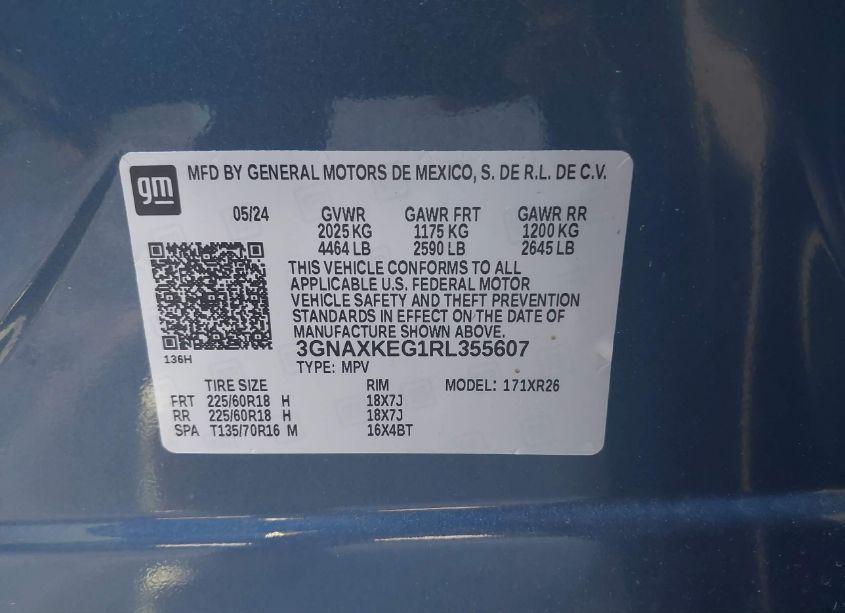 gm MFD BY GENERAL MOTORS DE MEXICO, S. DE R.L. DE C.V.
05/24 GVWR GAWR FRT GAWR RR
2025 KG 1175 KG 1200 KG
4464 LB 2590 LB 2645 LB
THIS VEHICLE CONFORMS TO ALL
APPLICABLE U.S. FEDERAL MOTOR
VEHICLE SAFETY AND THEFT PREVENTION
STANDARDS IN EFFECT ON THE DATE OF
MANUFACTURE SHOWN ABOVE.
136H
3GNAXKEG1RL355607
TYPE: MPV
TIRE SIZE RIM MODEL: 171XR26
FRT 225/60R18 H 18X7J
RR 225/60R18 H 18X7J
SPA T135/70R16 M 16X4BT